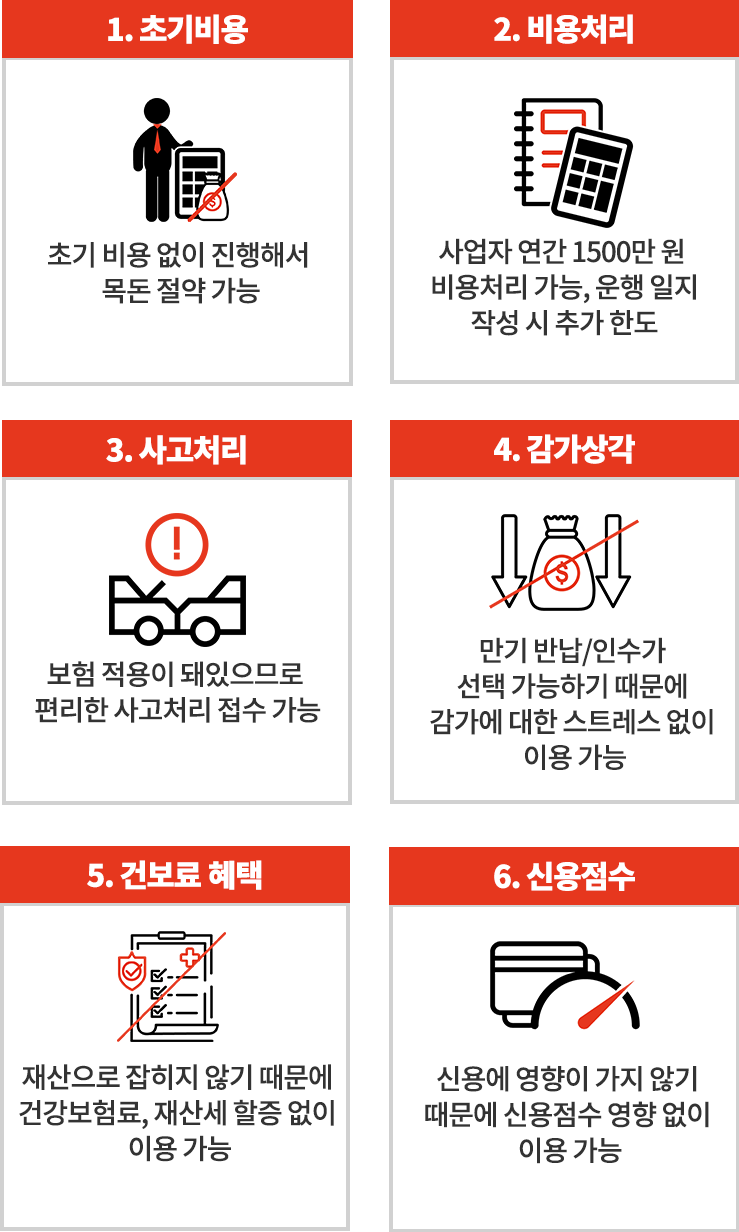 1. 초기비용
초기 비용 없이 진행해서
목돈 절약 가능
2. 비용처리
사업자 연간 1500만 원
비용처리 가능, 운행 일지
작성 시 추가 한도
3. 사고처리
!
보험 적용이 돼있으므로
편리한 사고처리 접수 가능
4. 감가상각
$
만기 반납/인수가
선택 가능하기 때문에
감가에 대한 스트레스 없이
이용 가능
5. 건보료 혜택
재산으로 잡히지 않기 때문에
건강보험료, 재산세 할증 없이
이용 가능
6. 신용점수
신용에 영향이 가지 않기
때문에 신용점수 영향 없이
이용 가능